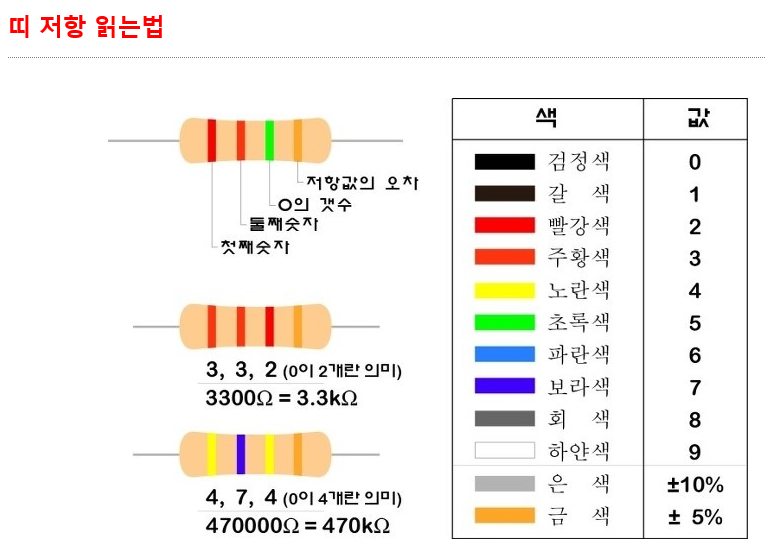 띠 저항 읽는법
저항값의 오차
O의 갯수
둘째숫자
첫째숫자
3, 3, 2 (0이 2개란 의미)
3300Ω = 3.3kΩ
4, 7, 4 (0이 4개란 의미)
470000Ω = 470kΩ
색 값
검정색 0
갈 색 1
빨강색 2
주황색 3
노란색 4
초록색 5
파란색 6
보라색 7
회 색 8
하얀색 9
은 색 ±10%
금 색 ± 5%